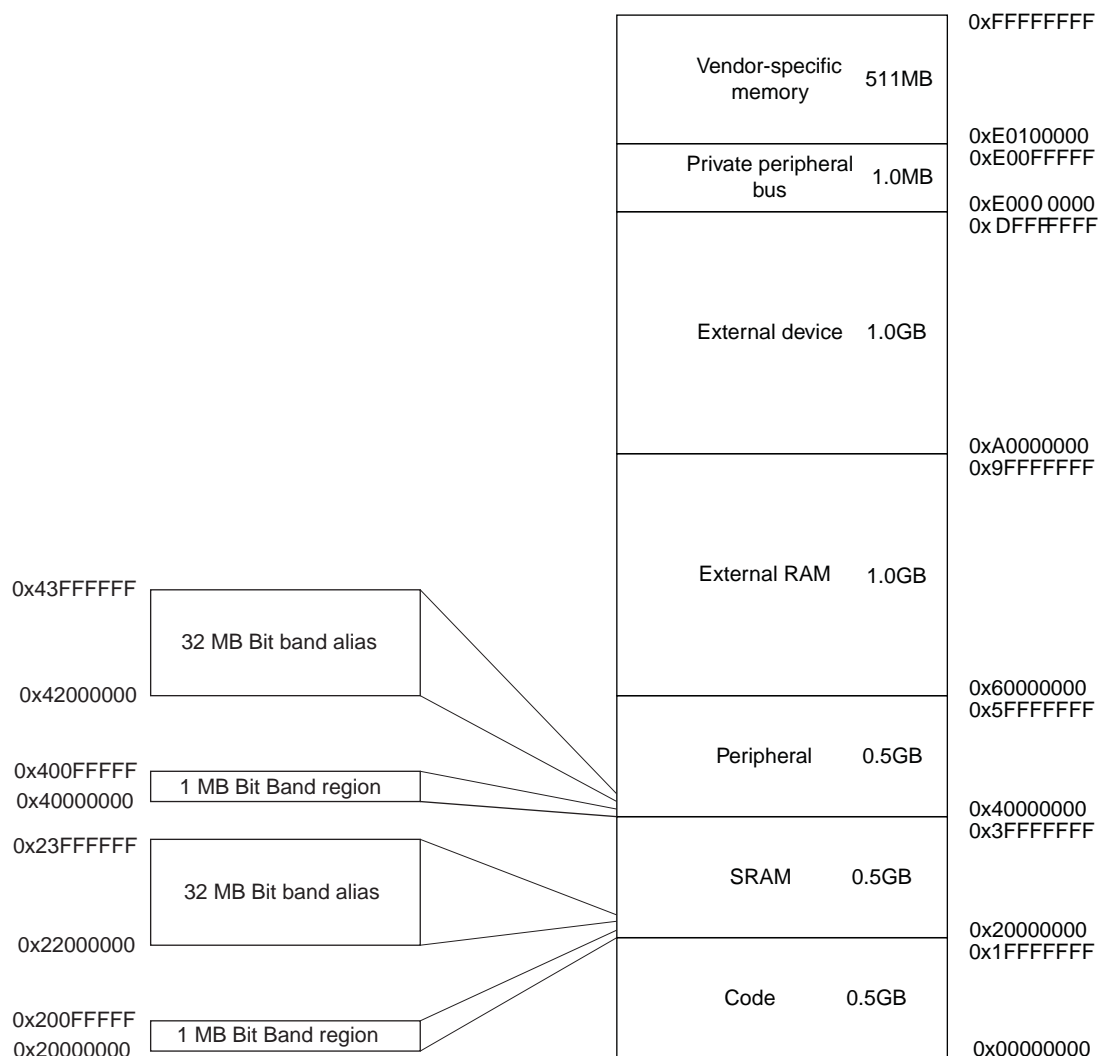 0xFFFFFFFF
Vendor-specific
memory
511MB
0xE0100000
0xE00FFFFF
Private peripheral
bus
1.0MB
0xE000 0000
0x DFFFFFFF
External device 1.0GB
0xA0000000
0x9FFFFFFF
External RAM 1.0GB
0x60000000
0x5FFFFFFF
Peripheral 0.5GB
0x40000000
0x3FFFFFFF
SRAM 0.5GB
0x20000000
0x1FFFFFFF
Code 0.5GB
0x00000000
0x43FFFFFF
32 MB Bit band alias
0x42000000
0x400FFFFF
1 MB Bit Band region
0x40000000
0x23FFFFFF
32 MB Bit band alias
0x22000000
0x200FFFFF
1 MB Bit Band region
0x20000000